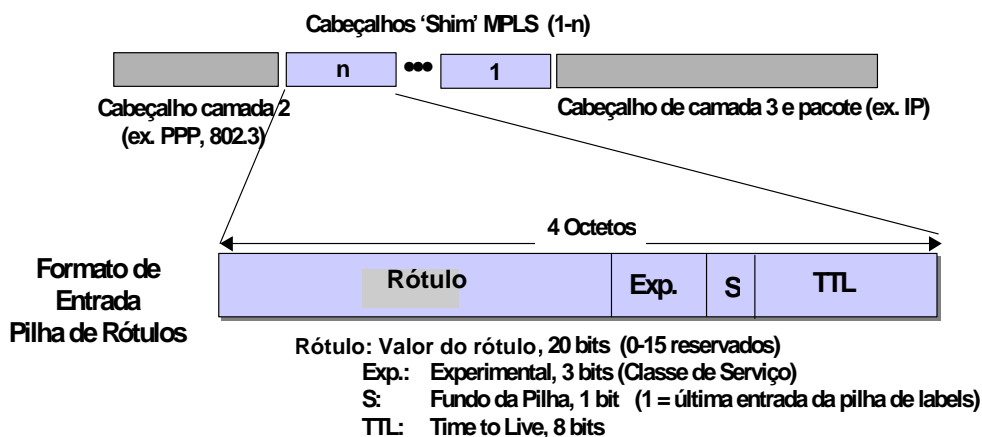 Cabeçalhos ‘Shim’ MPLS (1-n)
n ••• 1
Cabeçalho camada 2
(ex. PPP, 802.3)
Cabeçalho de camada 3 e pacote (ex. IP)
4 Octetos
Formato de
Entrada
Pilha de Rótulos
Rótulo Exp. S TTL
Rótulo: Valor do rótulo, 20 bits (0-15 reservados)
Exp.: Experimental, 3 bits (Classe de Serviço)
S: Fundo da Pilha, 1 bit (1 = última entrada da pilha de labels)
TTL: Time to Live, 8 bits